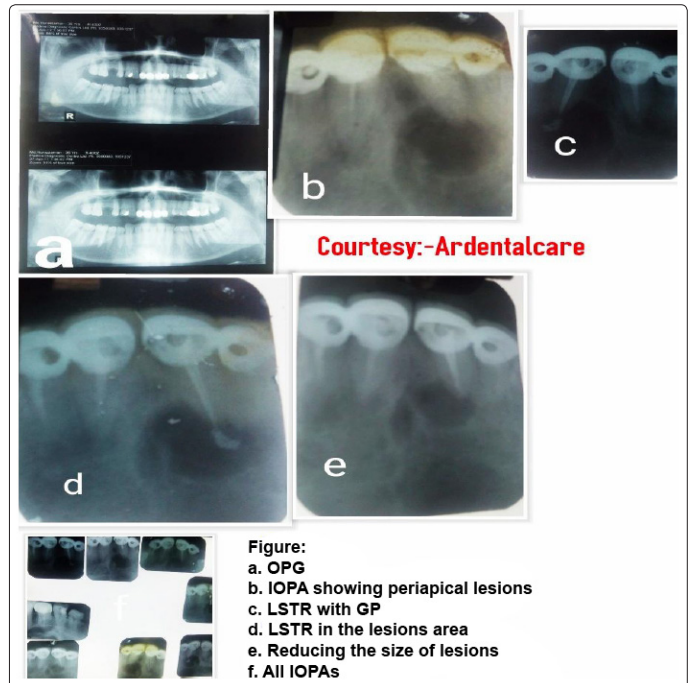 R
a
b
c
Courtesy:-Ardentalcare
d
e
f
Figure:
a. OPG
b. IOPA showing periapical lesions
c. LSTR with GP
d. LSTR in the lesions area
e. Reducing the size of lesions
f. All IOPAs